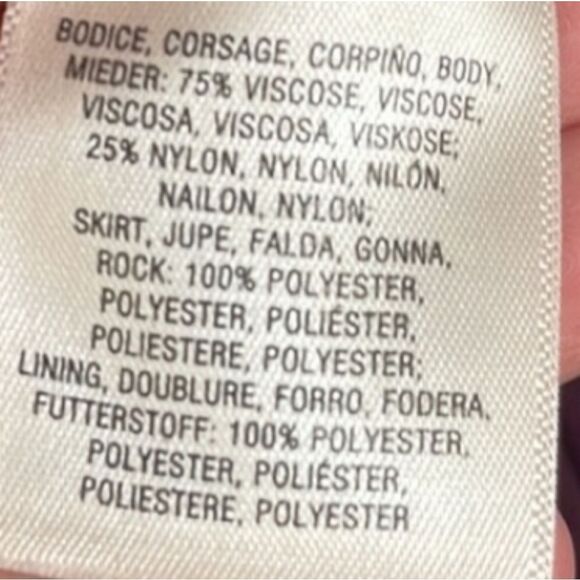 BODICE, CORSAGE, CORPIÑO, BODY,
MIEDER: 75% VISCOSE, VISCOSE,
VISCOSA, VISCOSA, VISKOSE;
25% NYLON, NYLON, NILÓN,
NAILON, NYLON;
SKIRT, JUPE, FALDA, GONNA,
ROCK: 100% POLYESTER,
POLYESTER, POLIÉSTER,
POLIESTERE, POLYESTER;
LINING, DOUBLURE, FORRO, FODERA,
FUTTERSTOFF: 100% POLYESTER,
POLYESTER, POLIÉSTER,
POLIESTERE, POLYESTER